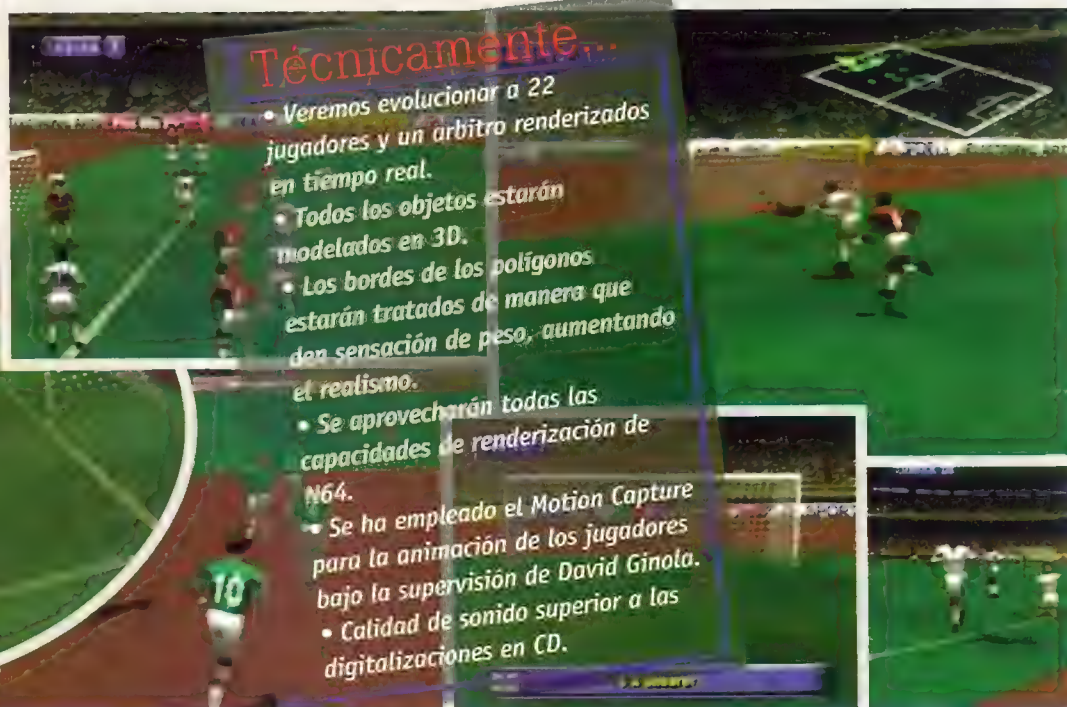 Técnicamente...
• Veremos evolucionar a 22
jugadores y un arbitro renderizados
en tiempo real.
• Todos los objetos estarán
modelados en 3D.
• Los bordes de los polígonos
estarán tratados de manera que
den sensación de peso, aumentando
el realismo.
• Se aprovecharán todas las
capacidades de renderización de
N64.
• Se ha empleado el Motion Capture
para la animación de los jugadores
bajo la supervisión de David Ginola.
• Calidad de sonido superior a las
digitalizaciones en CD.
10